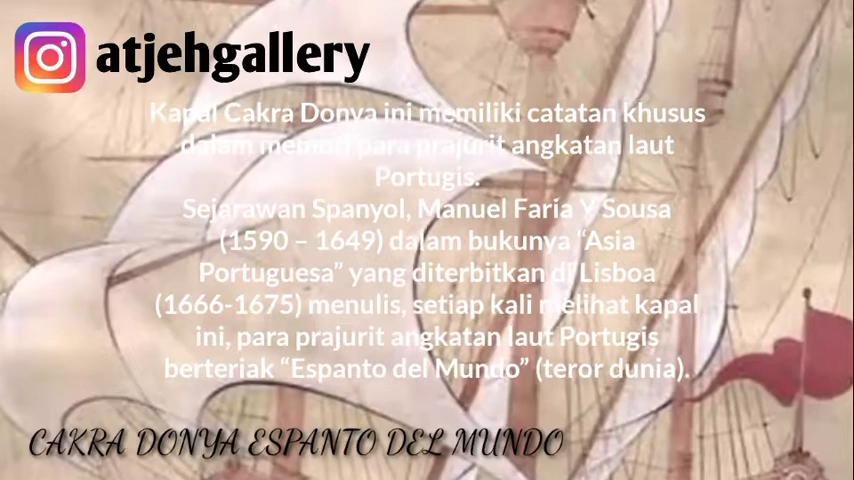 atjehgallery
Kapal Cakra Donya ini memiliki catatan khusus
dalam memori para prajurit angkatan laut
Portugis.
Sejarawan Spanyol, Manuel Faria Y Sousa
(1590 – 1649) dalam bukunya “Asia
Portuguesa” yang diterbitkan di Lisboa
(1666-1675) menulis, setiap kali melihat kapal
ini, para prajurit angkatan laut Portugis
berteriak “Espanto del Mundo” (teror dunia).
CAKRA DONYA ESPANTO DEL MUNDO